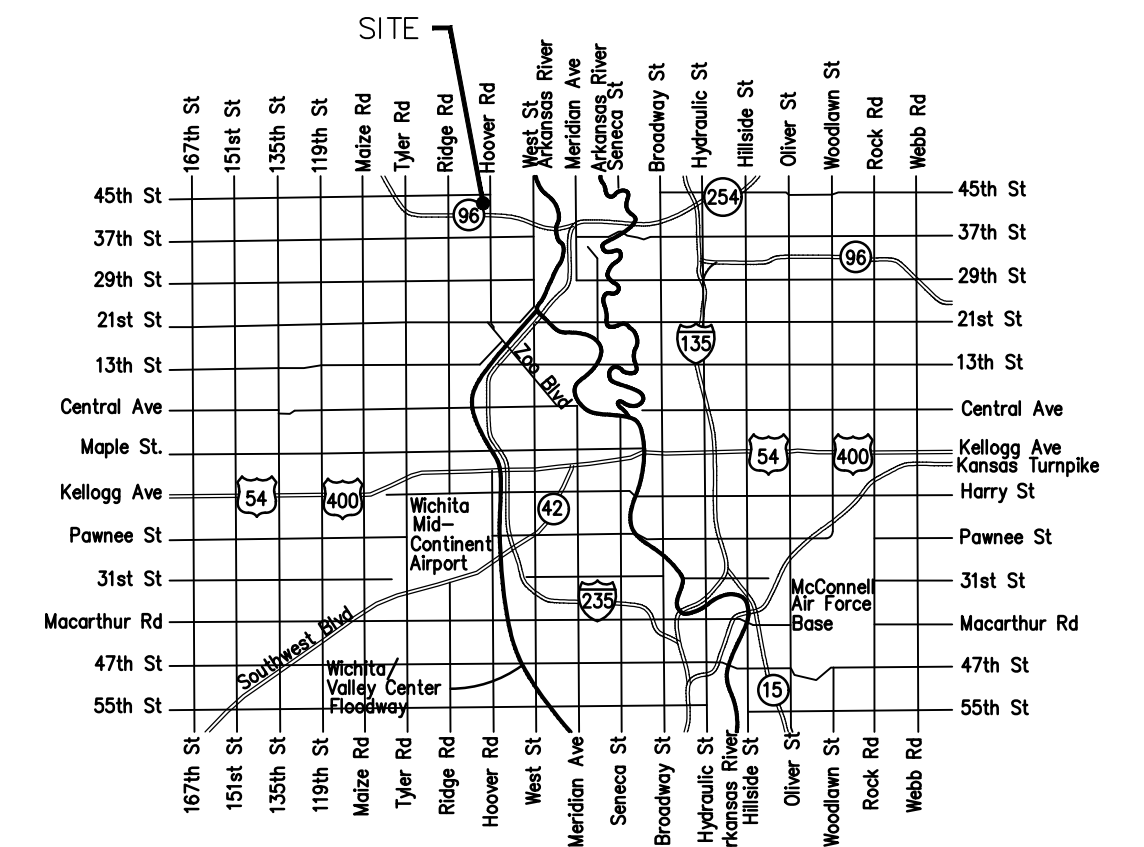 SITE
167th St
151st St
135th St
119th St
Maize Rd
Tyler Rd
Ridge Rd
Hoover Rd
West St
Arkansas River
Meridian Ave
Arkansas River
Seneca St
Broadway St
Hydraulic St
Hillside St
Oliver St
Woodlawn St
Rock Rd
Webb Rd
45th St
254
45th St
96
37th St
37th St
96
29th St
29th St
21st St
21st St
135
13th St
Zoo Blvd
13th St
Central Ave
Central Ave
Maple St.
54
400
Kellogg Ave
Kansas Turnpike
Kellogg Ave
54
400
Harry St
Wichita
Mid-
Continent
Airport
42
Pawnee St
Pawnee St
31st St
31st St
235
McConnell
Air Force
Base
Macarthur Rd
Macarthur Rd
Southwest Blvd
47th St
47th St
Wichita/
Valley Center
Floodway
15
55th St
55th St
167th St
151st St
135th St
119th St
Maize Rd
Tyler Rd
Ridge Rd
Hoover Rd
West St
Meridian Ave
Seneca St
Broadway St
Hydraulic St
rkansas River
Hillside St
Oliver St
Woodlawn St
Rock Rd
Webb Rd